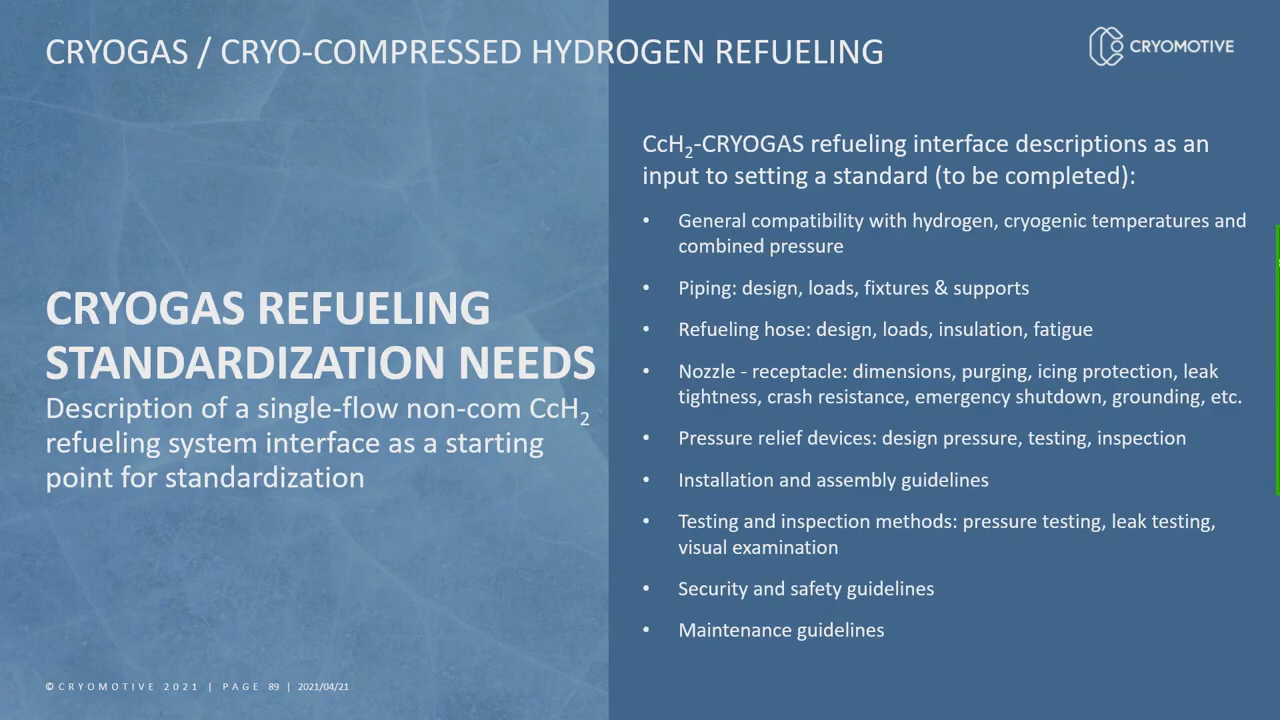 CRYOGAS / CRYO-COMPRESSED HYDROGEN REFUELING
CRYOMOTIVE
CRYOGAS REFUELING
STANDARDIZATION NEEDS
Description of a single-flow non-com CcH₂
refueling system interface as a starting
point for standardization
CcH₂-CRYOGAS refueling interface descriptions as an
input to setting a standard (to be completed):
• General compatibility with hydrogen, cryogenic temperatures and
combined pressure
• Piping: design, loads, fixtures & supports
• Refueling hose: design, loads, insulation, fatigue
• Nozzle - receptacle: dimensions, purging, icing protection, leak
tightness, crash resistance, emergency shutdown, grounding, etc.
• Pressure relief devices: design pressure, testing, inspection
• Installation and assembly guidelines
• Testing and inspection methods: pressure testing, leak testing,
visual examination
• Security and safety guidelines
• Maintenance guidelines
© CRYOMOTIVE 2021 | PAGE 89 | 2021/04/21